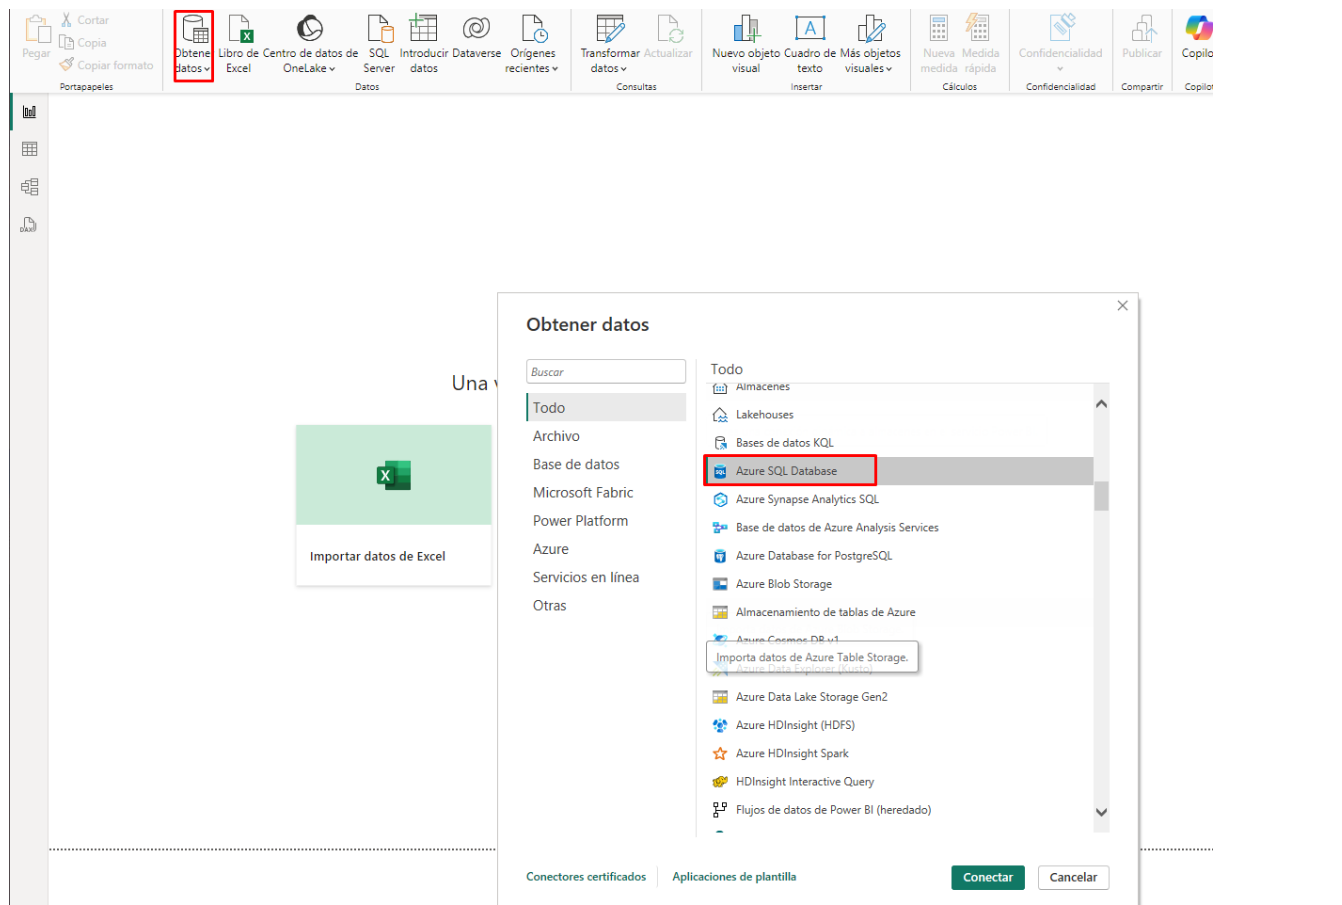 Pegar
Cortar
Copia
Copiar formato
Portapapeles
Obtene
datos
Libro de
Excel
Centro de datos de
OneLake
SQL
Server
Introducir
datos
Dataverse
Orígenes
recientes
Datos
Transformar
datos
Actualizar
Consultas
Nuevo objeto
visual
Cuadro de
texto
Más objetos
visuales
Insertar
Nueva
medida
Medida
rápida
Cálculos
Confidencialidad
Confidencialidad
Publicar
Compartir
Copilo
Copilot
DAX
Una v
Importar datos de Excel
Obtener datos
Buscar
Todo
Archivo
Base de datos
Microsoft Fabric
Power Platform
Azure
Servicios en línea
Otras
Todo
Almacenes
Lakehouses
Bases de datos KQL
Azure SQL Database
Azure Synapse Analytics SQL
Base de datos de Azure Analysis Services
Azure Database for PostgreSQL
Azure Blob Storage
Almacenamiento de tablas de Azure
Azure Cosmos DB v1
Importa datos de Azure Table Storage.
Azure Data Explorer (Kusto)
Azure Data Lake Storage Gen2
Azure HDInsight (HDFS)
Azure HDInsight Spark
HDInsight Interactive Query
Flujos de datos de Power BI (heredado)
Conectores certificados
Aplicaciones de plantilla
Conectar
Cancelar